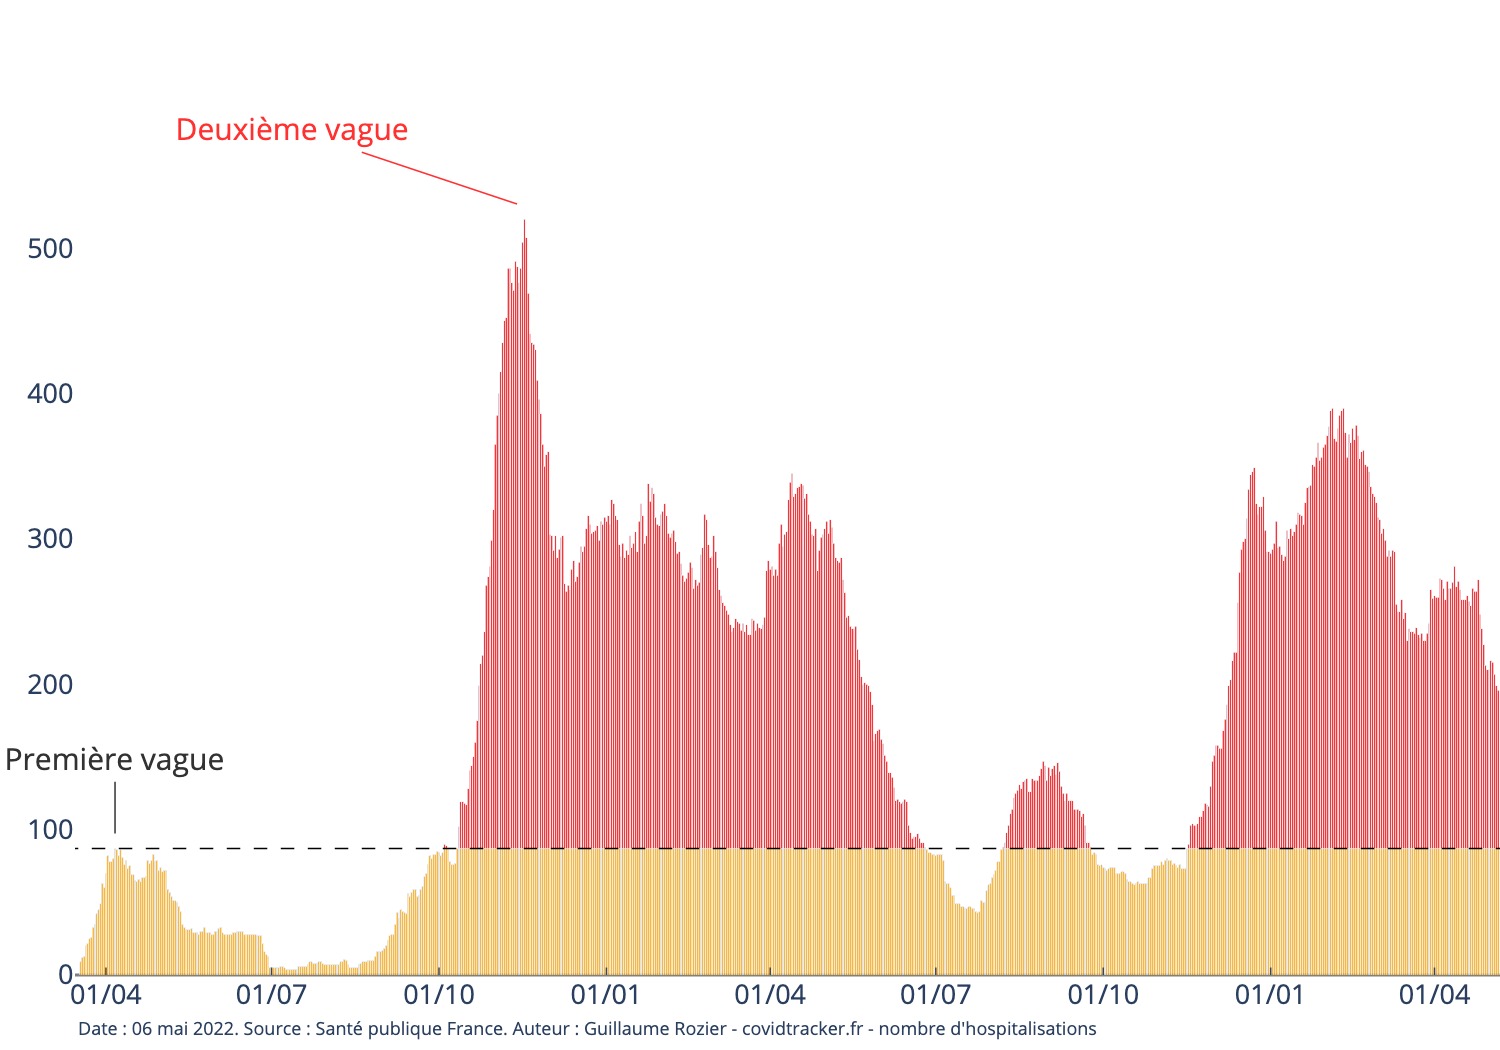 Deuxième vague
500
400
300
200
Première vague
100
0
01/04 01/07 01/10 01/01 01/04 01/07 01/10 01/01 01/04
Date : 06 mai 2022. Source : Santé publique France. Auteur : Guillaume Rozier - covidtracker.fr - nombre d'hospitalisations